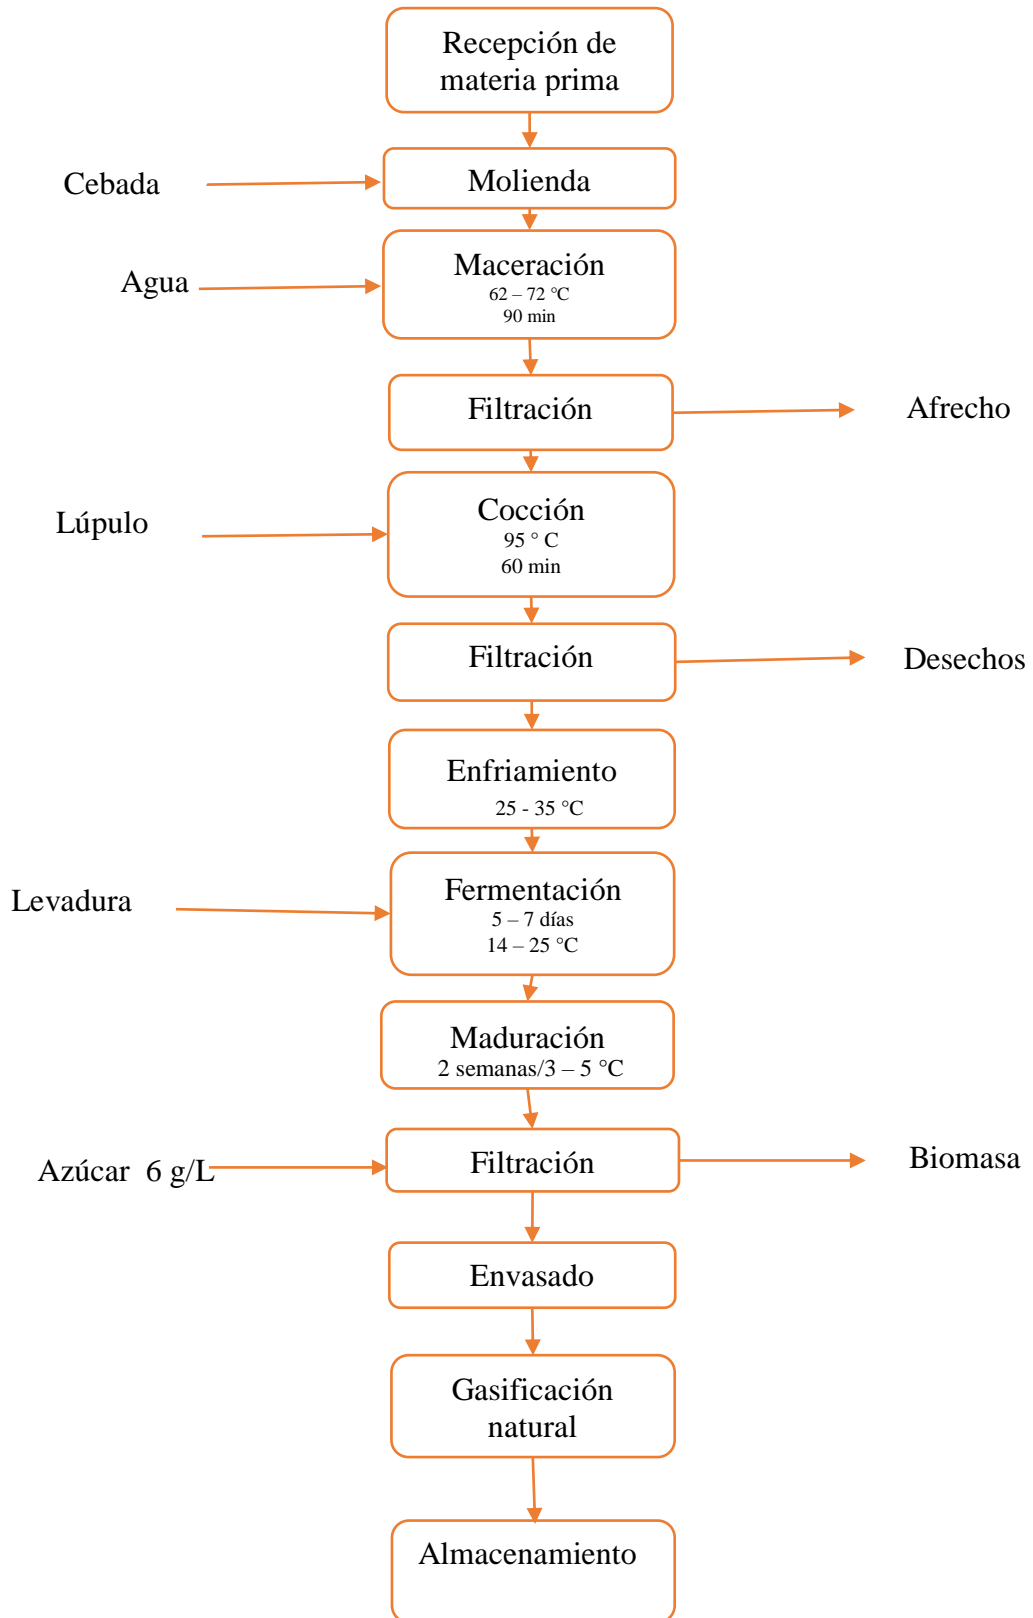 Recepción de
materia prima
Cebada
Molienda
Agua
Maceración
62 – 72 °C
90 min
Filtración
Afrecho
Lúpulo
Cocción
95 ° C
60 min
Filtración
Desechos
Enfriamiento
25 - 35 °C
Levadura
Fermentación
5 – 7 días
14 – 25 °C
Maduración
2 semanas/3 – 5 °C
Azúcar 6 g/L
Filtración
Biomasa
Envasado
Gasificación
natural
Almacenamiento